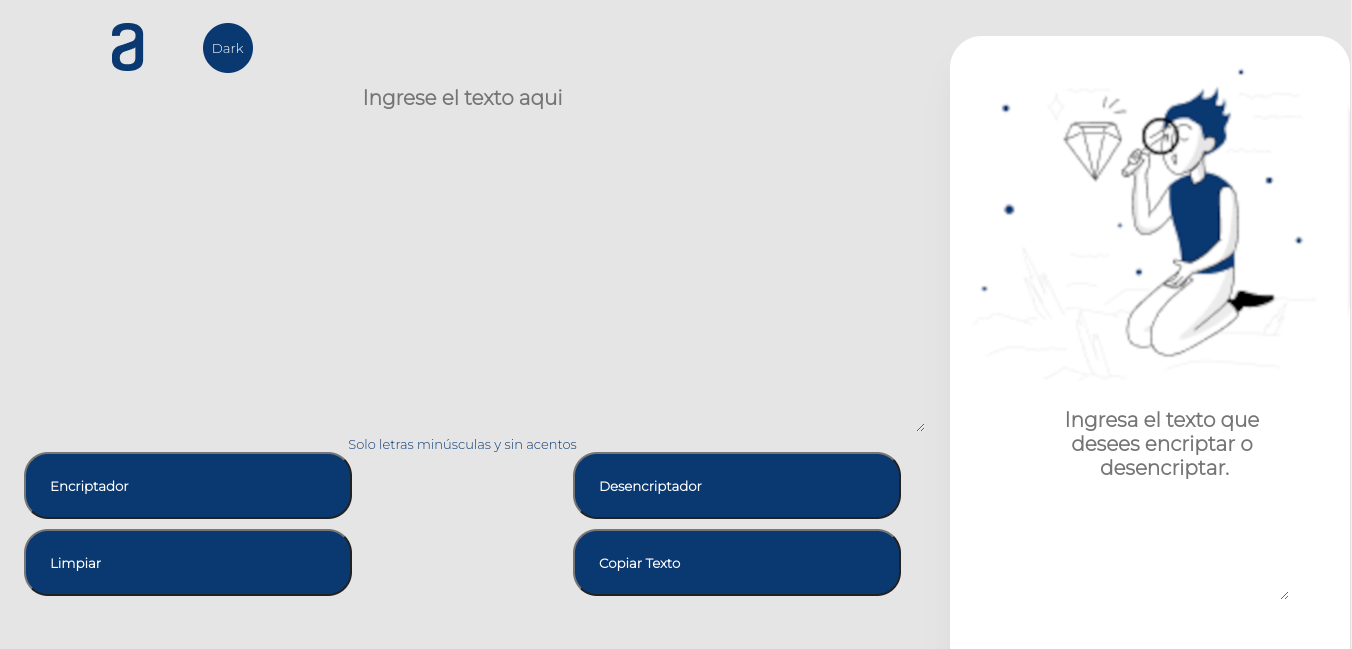 a
Dark
Ingrese el texto aqui
Solo letras minúsculas y sin acentos
Encriptador
Desencriptador
Limpiar
Copiar Texto
Ingresa el texto que
desees encriptar o
desencriptar.